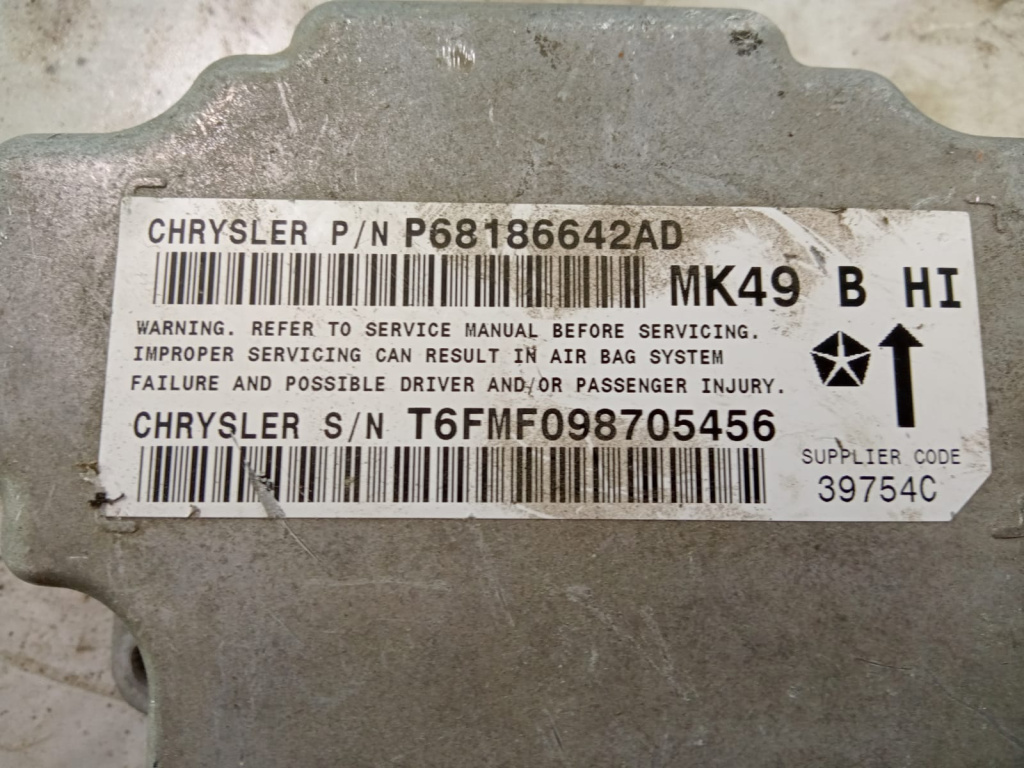 CHRYSLER P/N P68186642AD
MK49 B HI
WARNING. REFER TO SERVICE MANUAL BEFORE SERVICING.
IMPROPER SERVICING CAN RESULT IN AIR BAG SYSTEM
FAILURE AND POSSIBLE DRIVER AND/OR PASSENGER INJURY.
CHRYSLER S/N T6FMF098705456
SUPPLIER CODE
39754C